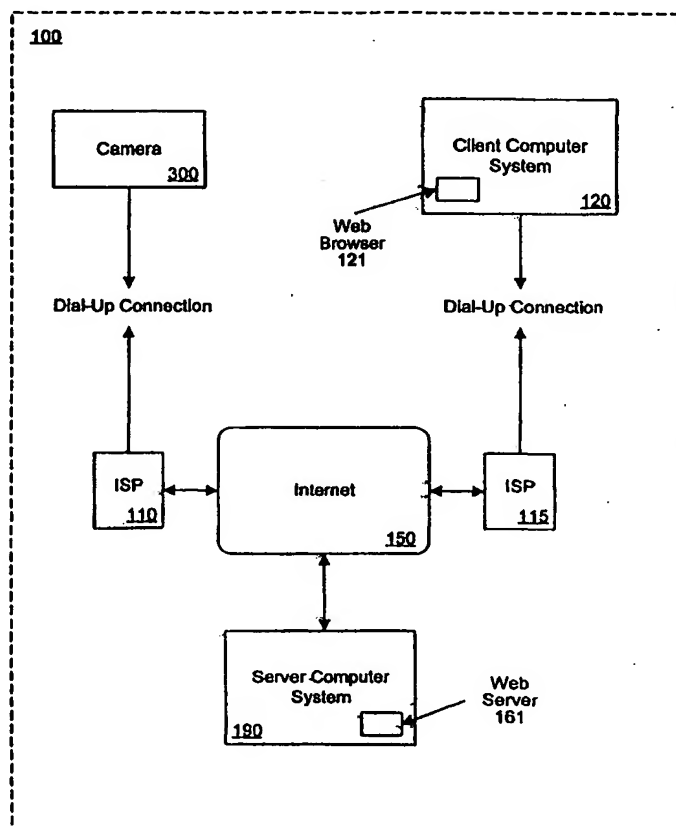 100
Camera
300
Client Computer
System
120
Web
Browser
121
Dial-Up Connection
Dial-Up Connection
ISP
110
Internet
150
ISP
115
Server Computer
System
190
Web
Server
161